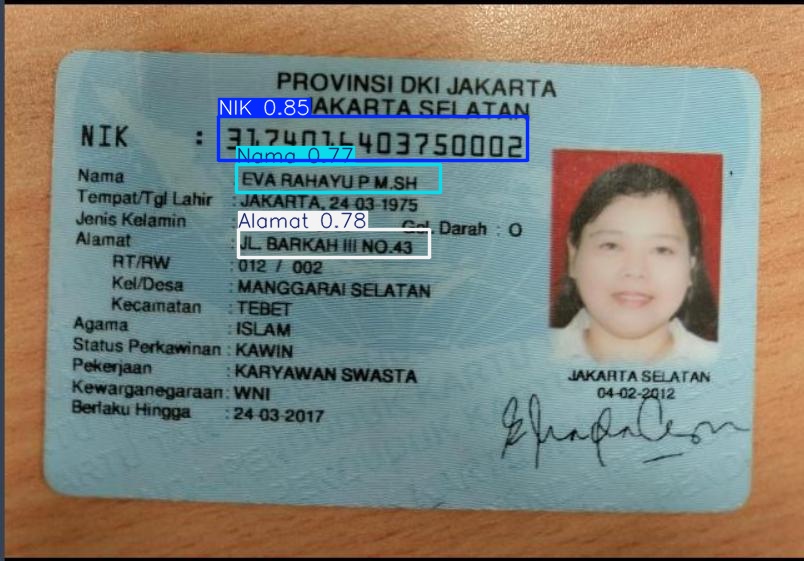 PROVINSI DKI JAKARTA
NIK 0.85 JAKARTA SELATAN
NIK : 3174016403750002
Nama 0.77
Nama EVA RAHAYU P M.SH
Tempat/Tgl Lahir : JAKARTA, 24-03-1975
Alamat 0.78
Jenis Kelamin Gol. Darah : O
Alamat : JL. BARKAH III NO.43
RT/RW : 012 / 002
Kel/Desa : MANGGARAI SELATAN
Kecamatan : TEBET
Agama : ISLAM
Status Perkawinan : KAWIN
Pekerjaan : KARYAWAN SWASTA
Kewarganegaraan : WNI
Berlaku Hingga : 24-03-2017
JAKARTA SELATAN
04-02-2012